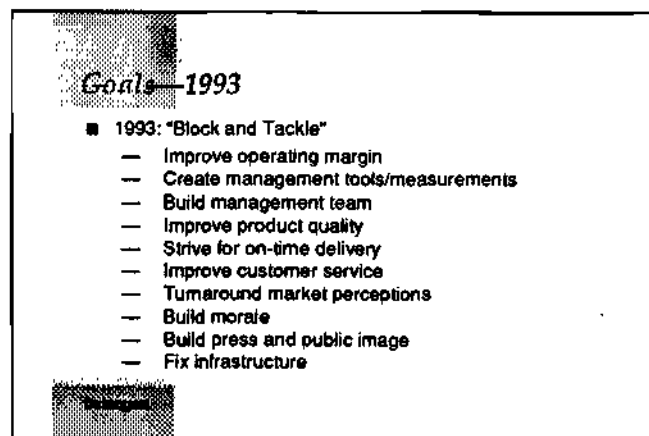 Goals—1993
■ 1993: "Block and Tackle"
— Improve operating margin
— Create management tools/measurements
— Build management team
— Improve product quality
— Strive for on-time delivery
— Improve customer service
— Turnaround market perceptions
— Build morale
— Build press and public image
— Fix infrastructure